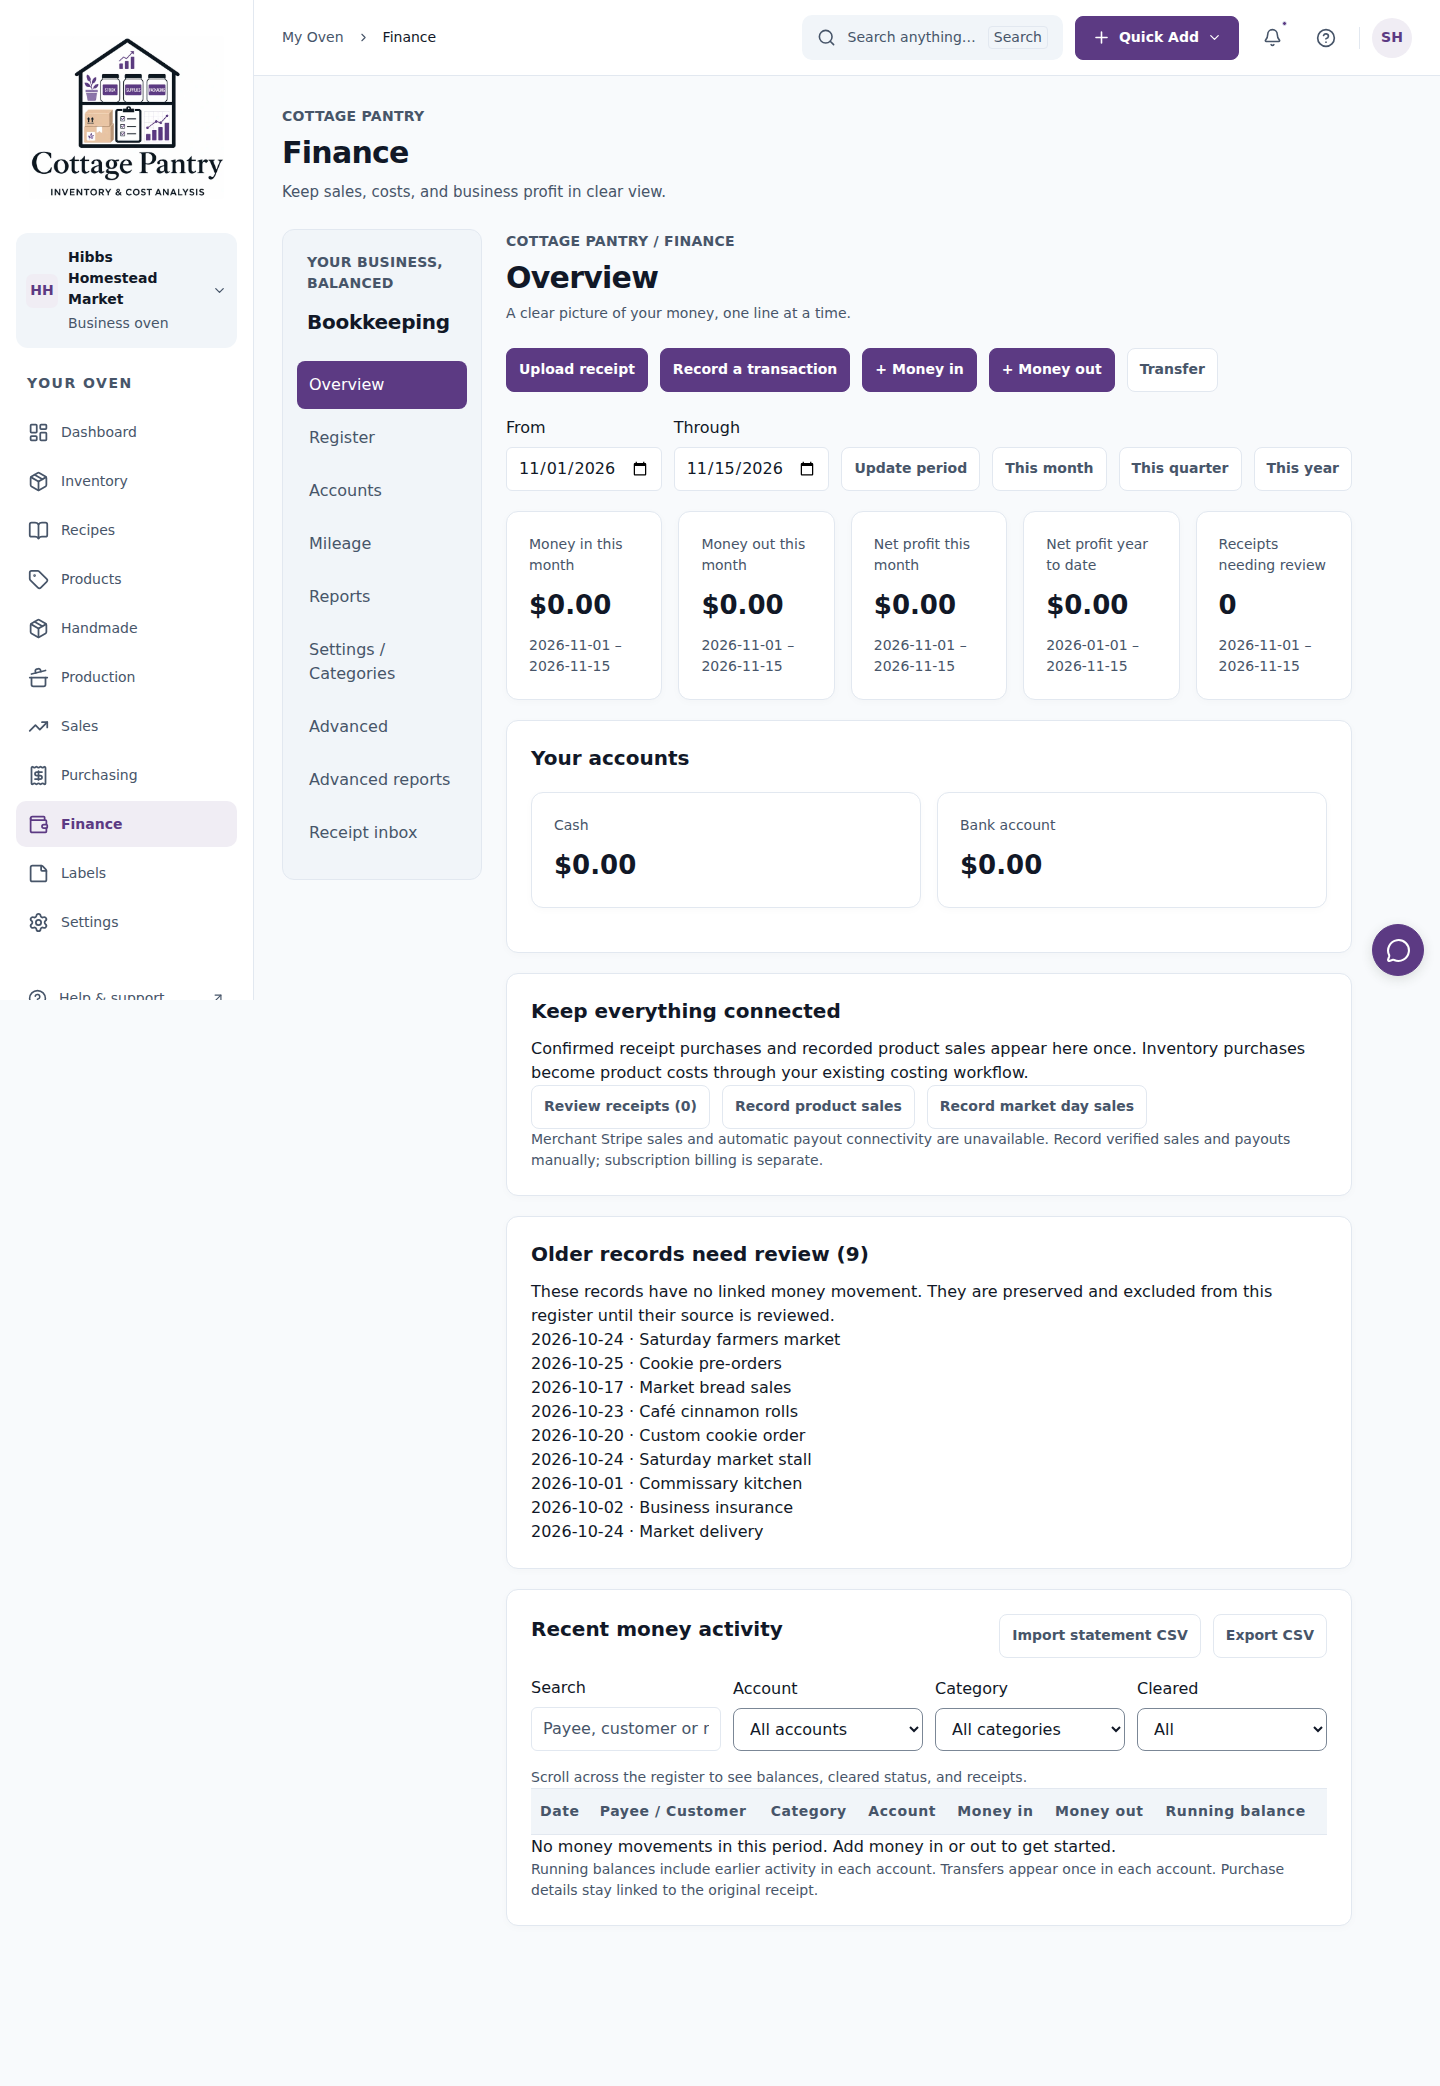 Cottage Pantry
INVENTORY & COST ANALYSIS
HH
Hibbs
Homestead
Market
Business oven
YOUR OVEN
Dashboard
Inventory
Recipes
Products
Handmade
Production
Sales
Purchasing
Finance
Labels
Settings
Help & support
My Oven > Finance
Search anything... Search
Quick Add
SH
COTTAGE PANTRY
Finance
Keep sales, costs, and business profit in clear view.
YOUR BUSINESS,
BALANCED
Bookkeeping
Overview
Register
Accounts
Mileage
Reports
Settings /
Categories
Advanced
Advanced reports
Receipt inbox
COTTAGE PANTRY / FINANCE
Overview
A clear picture of your money, one line at a time.
Upload receipt Record a transaction + Money in + Money out Transfer
From Through
11/01/2026 11/15/2026 Update period This month This quarter This year
Money in this
month
$0.00
2026-11-01 –
2026-11-15
Money out this
month
$0.00
2026-11-01 –
2026-11-15
Net profit this
month
$0.00
2026-11-01 –
2026-11-15
Net profit year
to date
$0.00
2026-01-01 –
2026-11-15
Receipts
needing review
0
2026-11-01 –
2026-11-15
Your accounts
Cash
$0.00
Bank account
$0.00
Keep everything connected
Confirmed receipt purchases and recorded product sales appear here once. Inventory purchases
become product costs through your existing costing workflow.
Review receipts (0) Record product sales Record market day sales
Merchant Stripe sales and automatic payout connectivity are unavailable. Record verified sales and payouts
manually; subscription billing is separate.
Older records need review (9)
These records have no linked money movement. They are preserved and excluded from this
register until their source is reviewed.
2026-10-24 · Saturday farmers market
2026-10-25 · Cookie pre-orders
2026-10-17 · Market bread sales
2026-10-23 · Café cinnamon rolls
2026-10-20 · Custom cookie order
2026-10-24 · Saturday market stall
2026-10-01 · Commissary kitchen
2026-10-02 · Business insurance
2026-10-24 · Market delivery
Recent money activity
Import statement CSV Export CSV
Search Account Category Cleared
Payee, customer or All accounts All categories All
Scroll across the register to see balances, cleared status, and receipts.
Date Payee / Customer Category Account Money in Money out Running balance
No money movements in this period. Add money in or out to get started.
Running balances include earlier activity in each account. Transfers appear once in each account. Purchase
details stay linked to the original receipt.